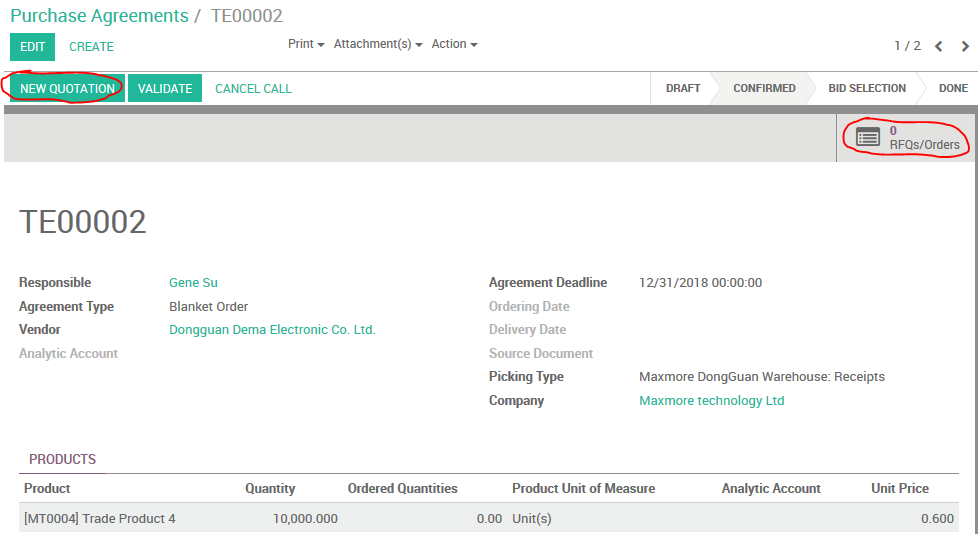 Purchase Agreements / TE00002
EDIT CREATE Print Attachment(s) Action 1 / 2
NEW QUOTATION VALIDATE CANCEL CALL DRAFT CONFIRMED BID SELECTION DONE
0
RFQs/Orders
TE00002
Responsible Gene Su Agreement Deadline 12/31/2018 00:00:00
Agreement Type Blanket Order Ordering Date
Vendor Dongguan Dema Electronic Co. Ltd. Delivery Date
Analytic Account Source Document
Picking Type Maxmore DongGuan Warehouse: Receipts
Company Maxmore technology Ltd
PRODUCTS
Product Quantity Ordered Quantities Product Unit of Measure Analytic Account Unit Price
[MT0004] Trade Product 4 10,000.000 0.00 Unit(s) 0.600